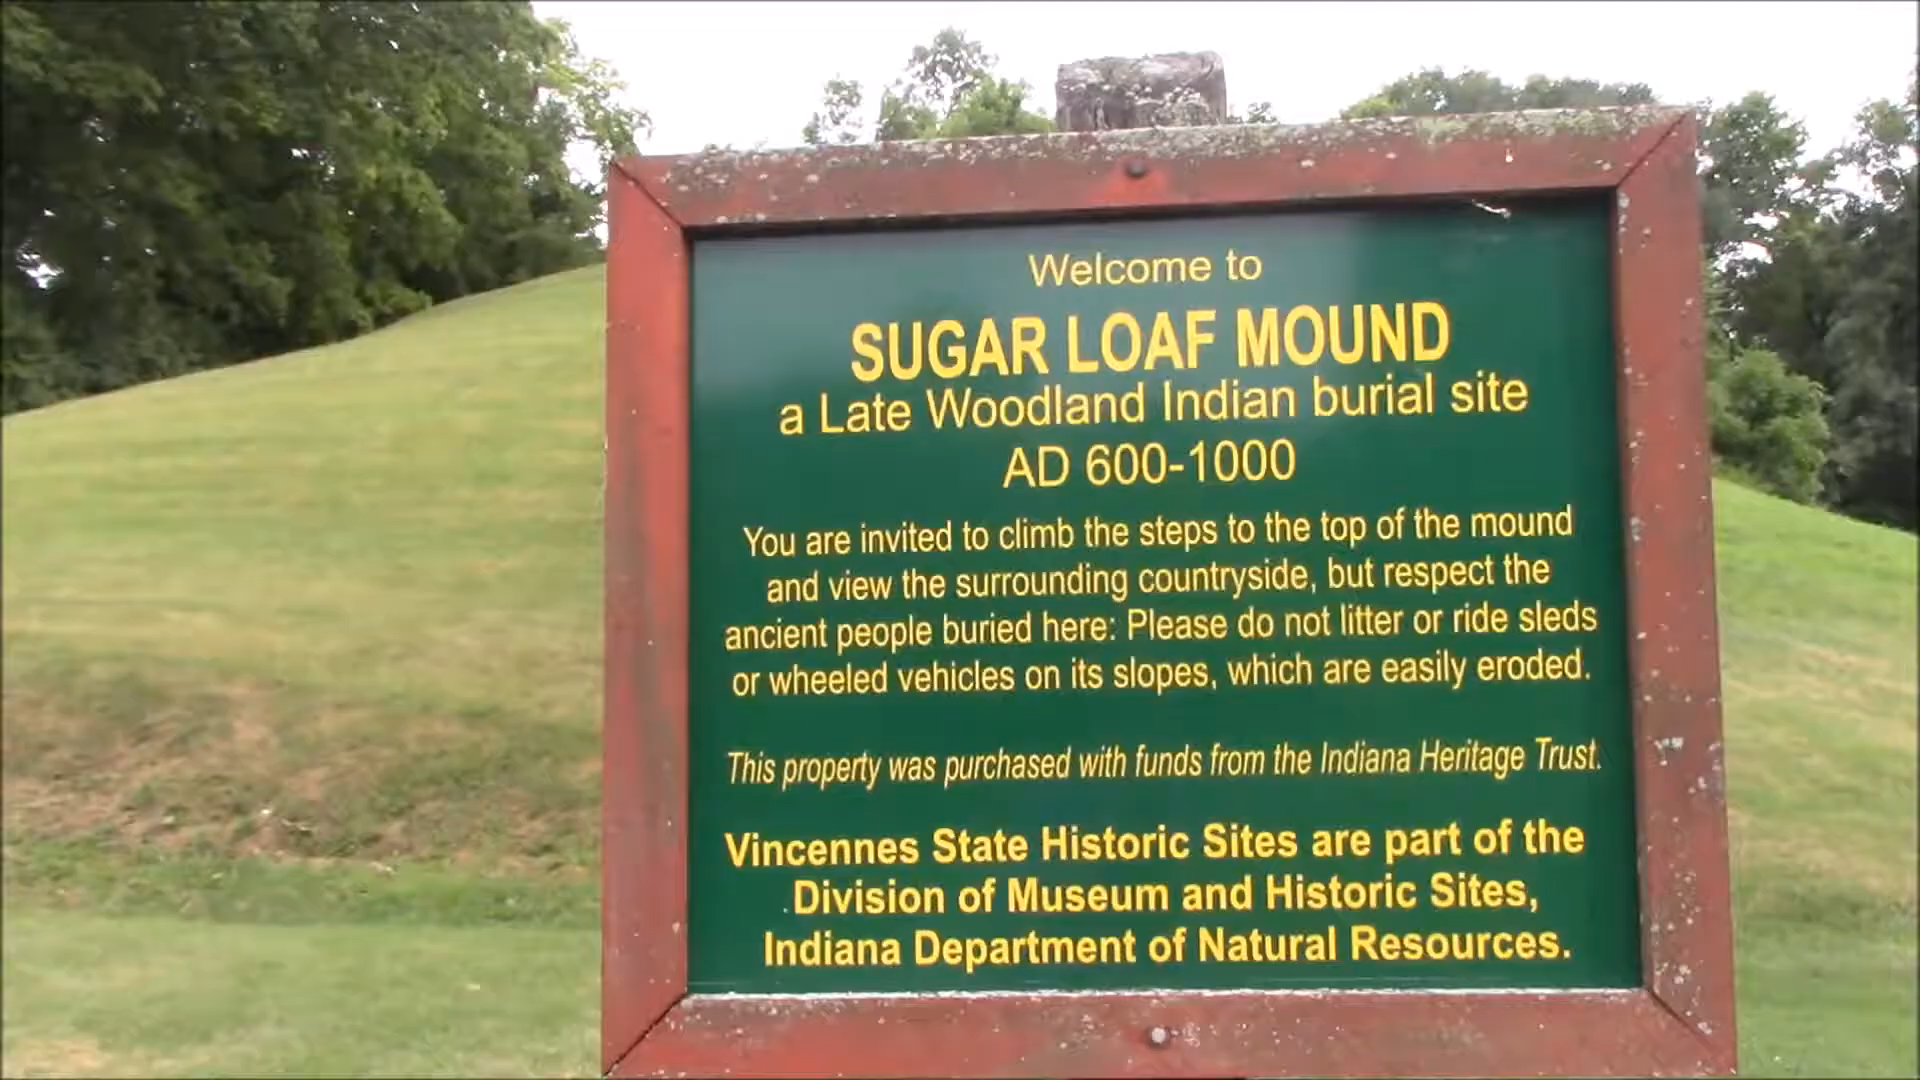 Welcome to
SUGAR LOAF MOUND
a Late Woodland Indian burial site
AD 600-1000
You are invited to climb the steps to the top of the mound
and view the surrounding countryside, but respect the
ancient people buried here: Please do not litter or ride sleds
or wheeled vehicles on its slopes, which are easily eroded.
This property was purchased with funds from the Indiana Heritage Trust.
Vincennes State Historic Sites are part of the
Division of Museum and Historic Sites,
Indiana Department of Natural Resources.